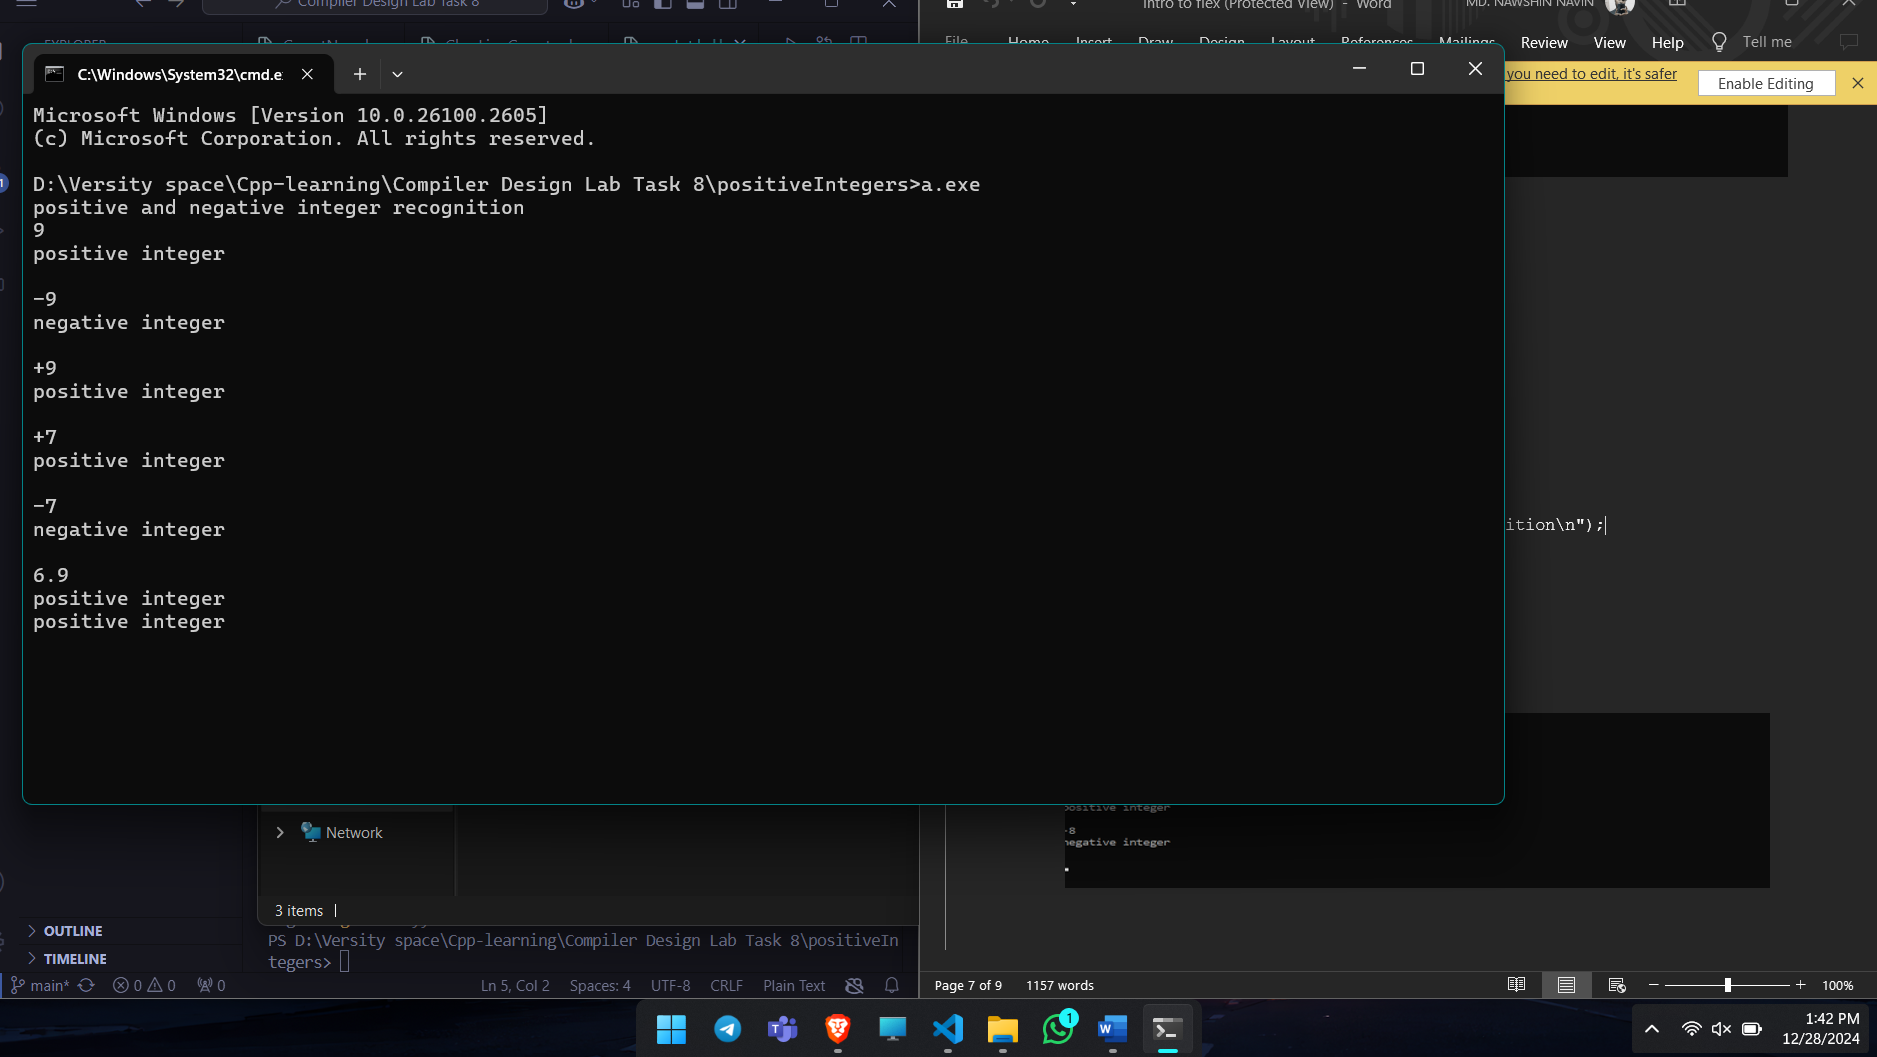 Compiler Design Lab Task 8
EXPLORER
Intro to flex (Protected View) - Word
MD. NAWSHIN NAVIN
File Home Insert Draw Design Layout References Mailings Review View Help Tell me
you need to edit, it's safer
Enable Editing
C:\Windows\System32\cmd.e
Microsoft Windows [Version 10.0.26100.2605]
(c) Microsoft Corporation. All rights reserved.
D:\Versity space\Cpp-learning\Compiler Design Lab Task 8\positiveIntegers>a.exe
positive and negative integer recognition
9
positive integer
-9
negative integer
+9
positive integer
+7
positive integer
-7
negative integer
6.9
positive integer
positive integer
ition\n");
positive integer
-8
negative integer
Network
3 items
PS D:\Versity space\Cpp-learning\Compiler Design Lab Task 8\positiveIn
tegers>
OUTLINE
TIMELINE
main* 0 0 0 Ln 5, Col 2 Spaces: 4 UTF-8 CRLF Plain Text
Page 7 of 9 1157 words
100%
1
1:42 PM
12/28/2024